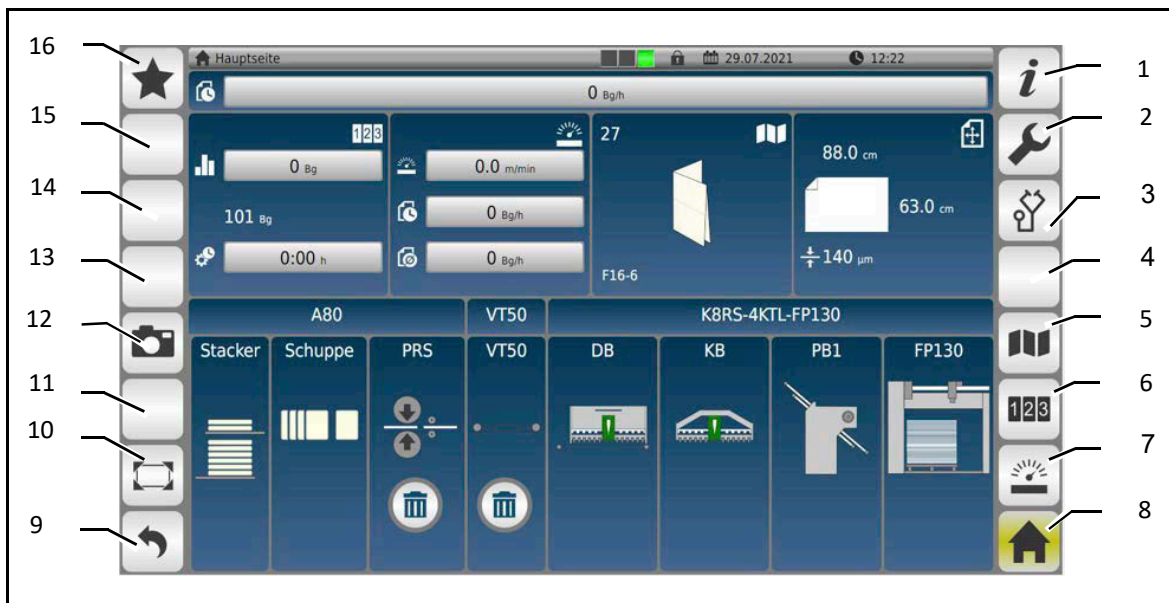 16
15
14
13
12
11
10
9
Hauptseite 29.07.2021 12:22
0 Bg/h
123
0 Bg
101 Bg
0:00 h
0.0 m/min
0 Bg/h
0 Bg/h
27
F16-6
88.0 cm
63.0 cm
140 µm
A80 VT50 K8RS-4KTL-FP130
Stacker Schuppe PRS VT50 DB KB PB1 FP130
i
123
1
2
3
4
5
6
7
8